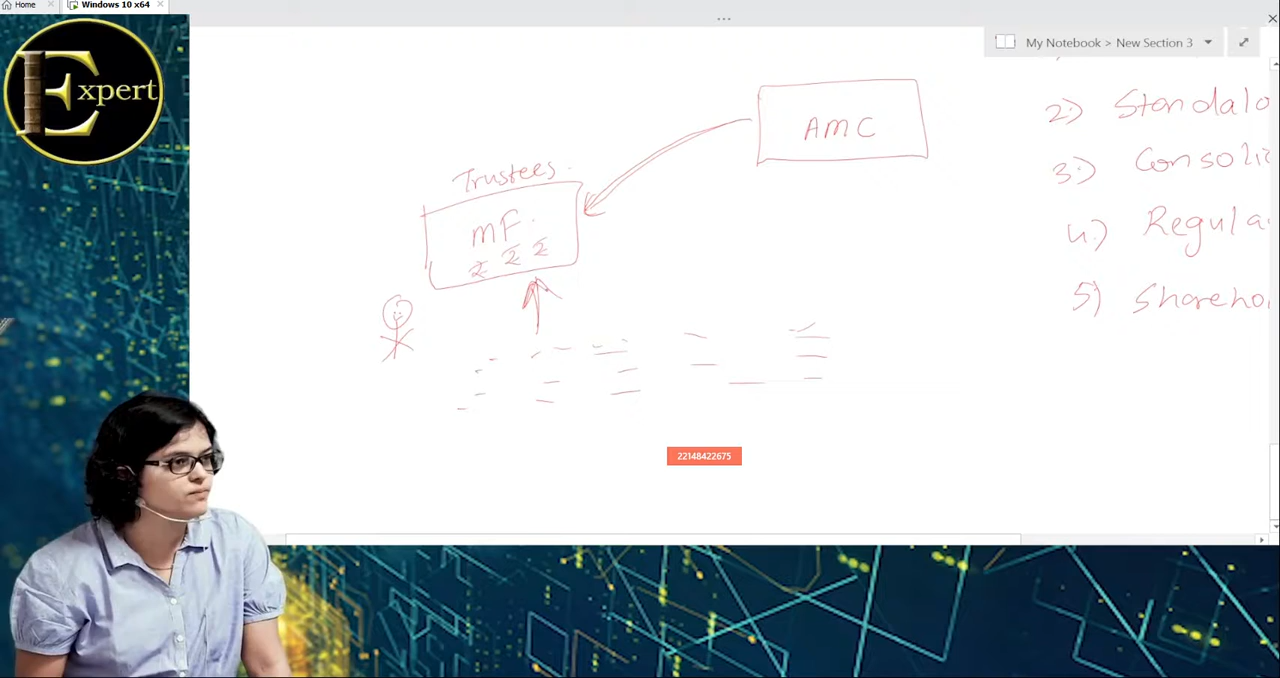 Home
Windows 10 x64
Expert
My Notebook > New Section 3
AMC
Trustees
MF
2) Standalo
3) Consolid
4) Regula
5) Shareho
22148422675